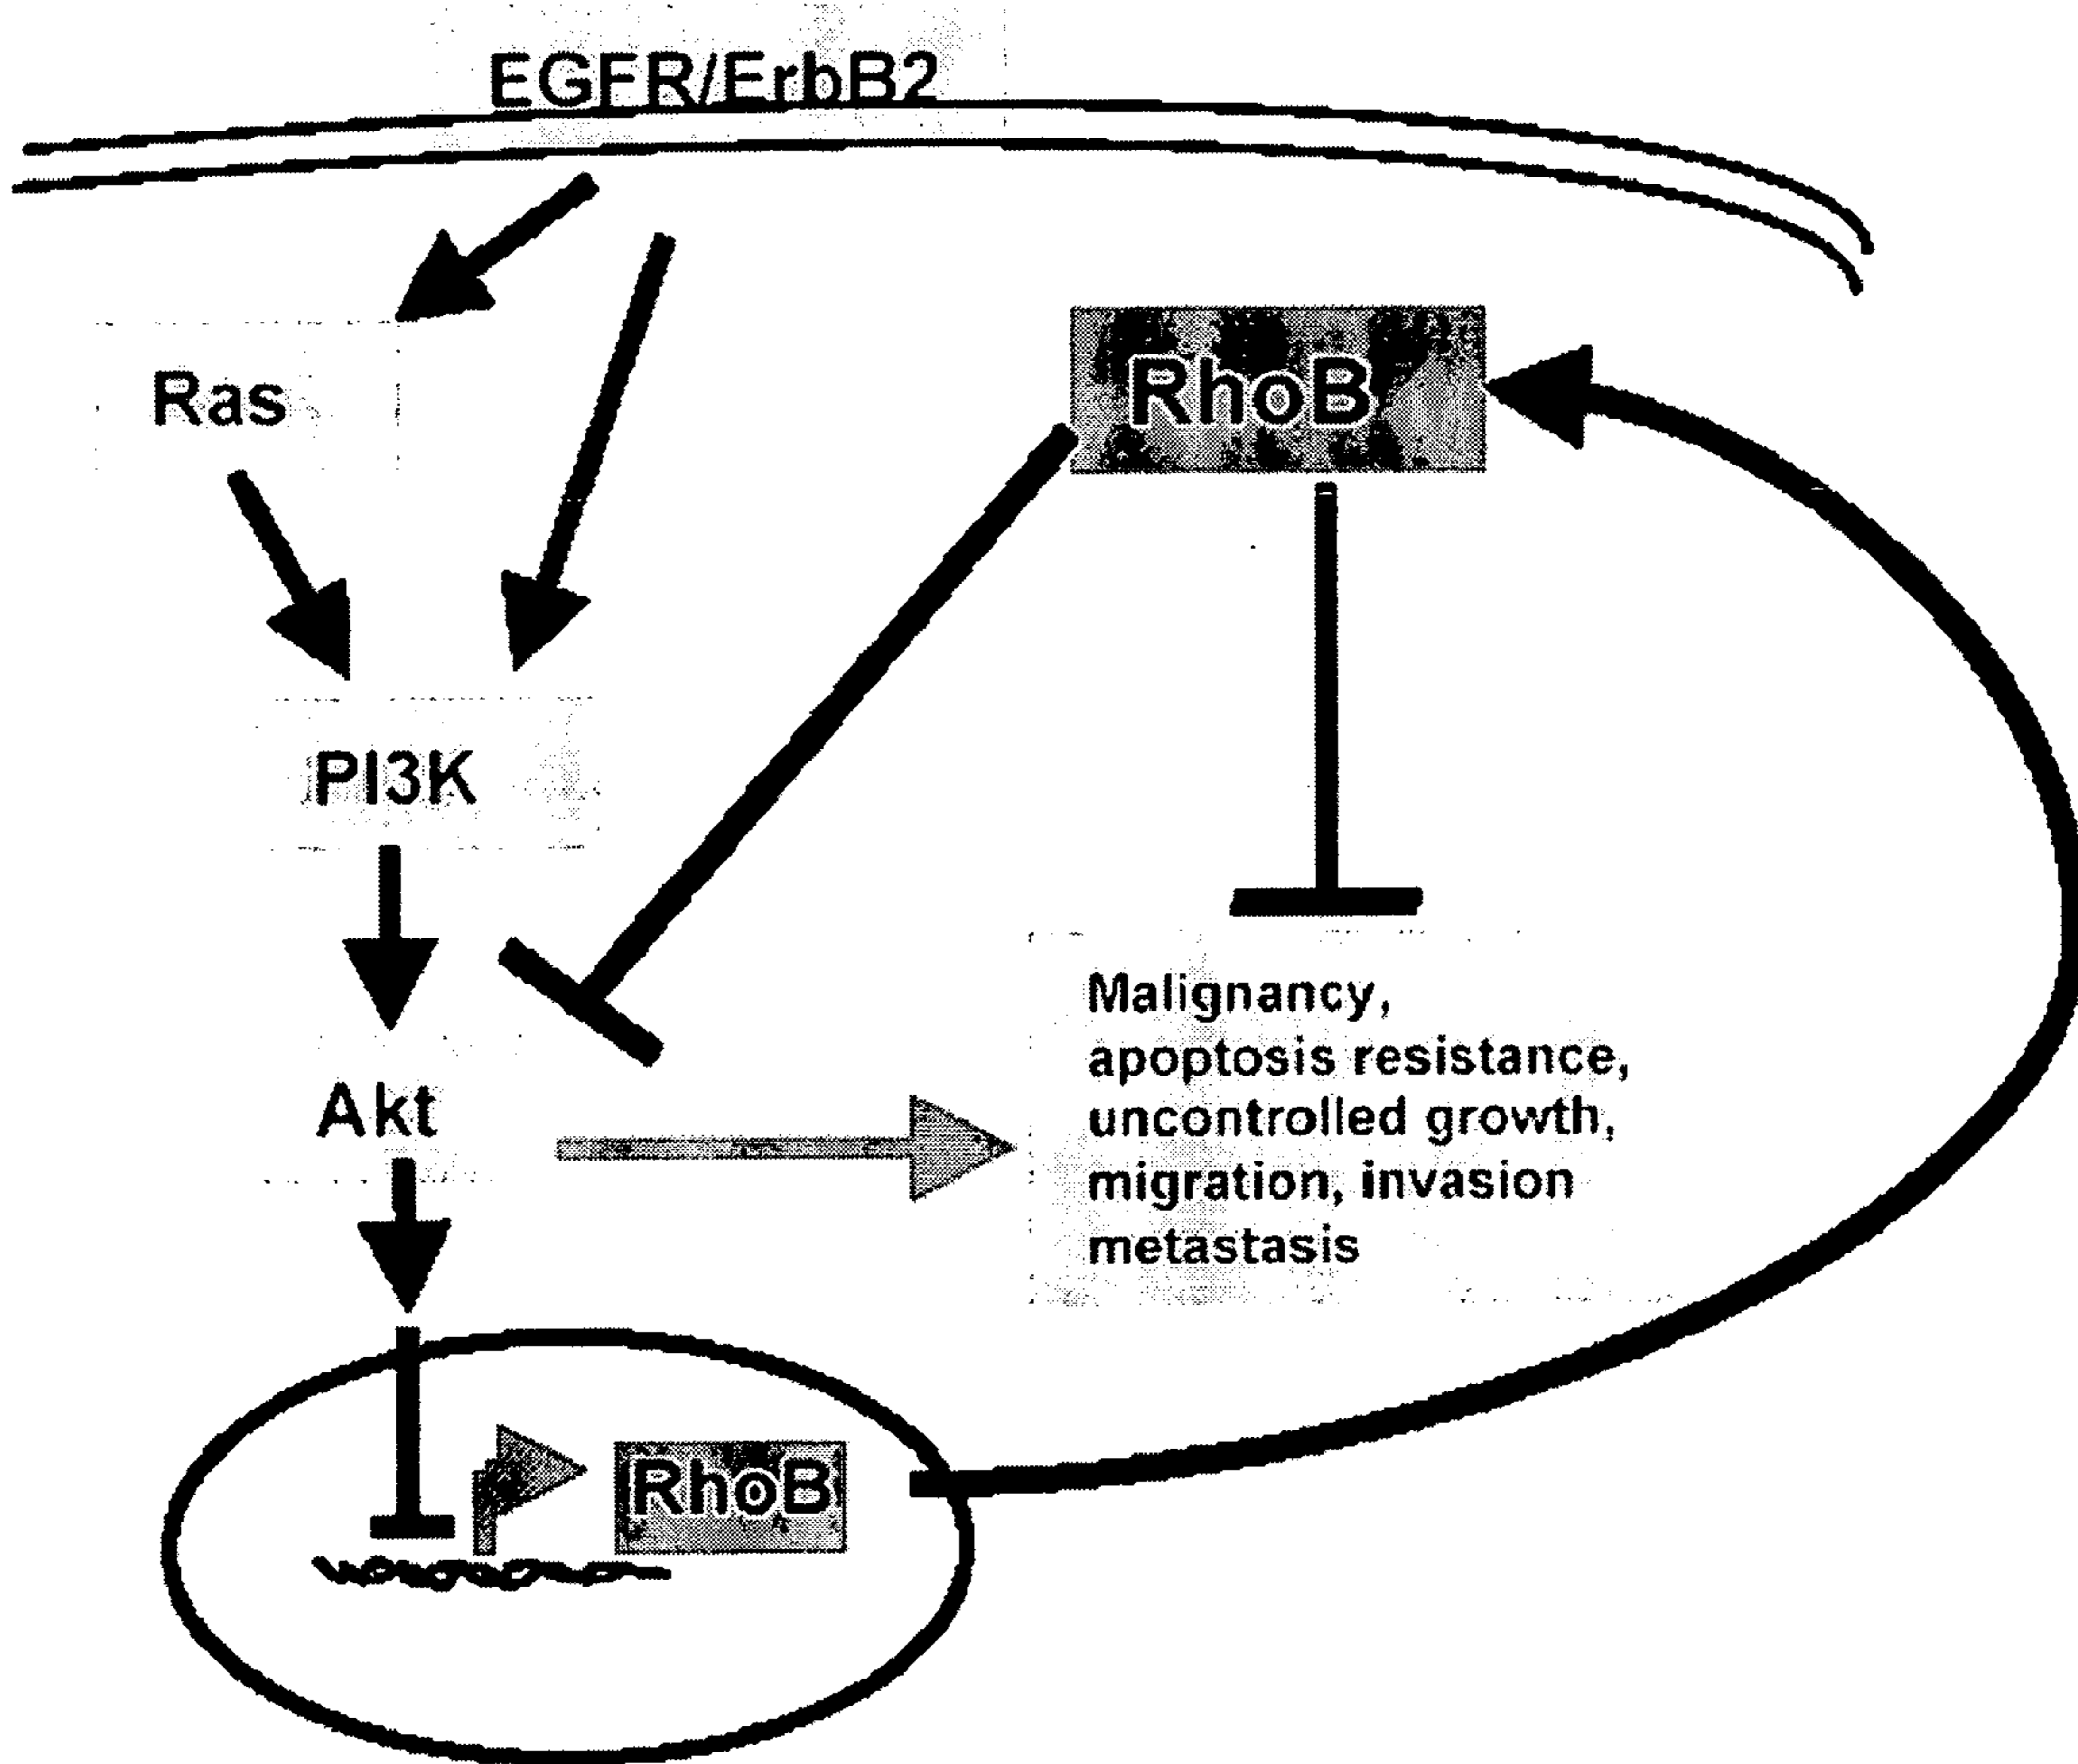 EGFR/ErbB2
Ras
RhoB
PI3K
Malignancy,
apoptosis resistance,
uncontrolled growth,
migration, invasion
metastasis
Akt
RhoB